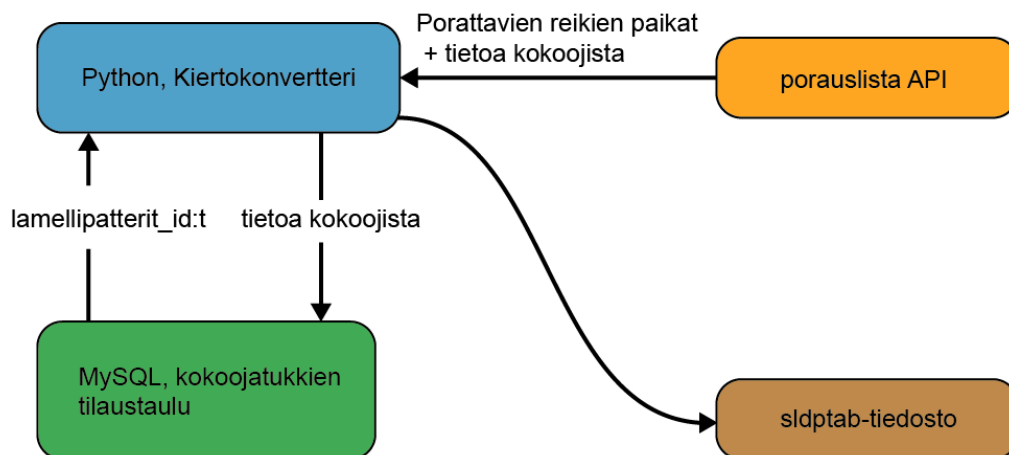 Porattavien reikien paikat
+ tietoa kokoojista
Python, Kiertokonvertteri
porauslista API
lamellipatterit_id:t
tietoa kokoojista
MySQL, kokoojatukkien
tilaustaulu
sldptab-tiedosto